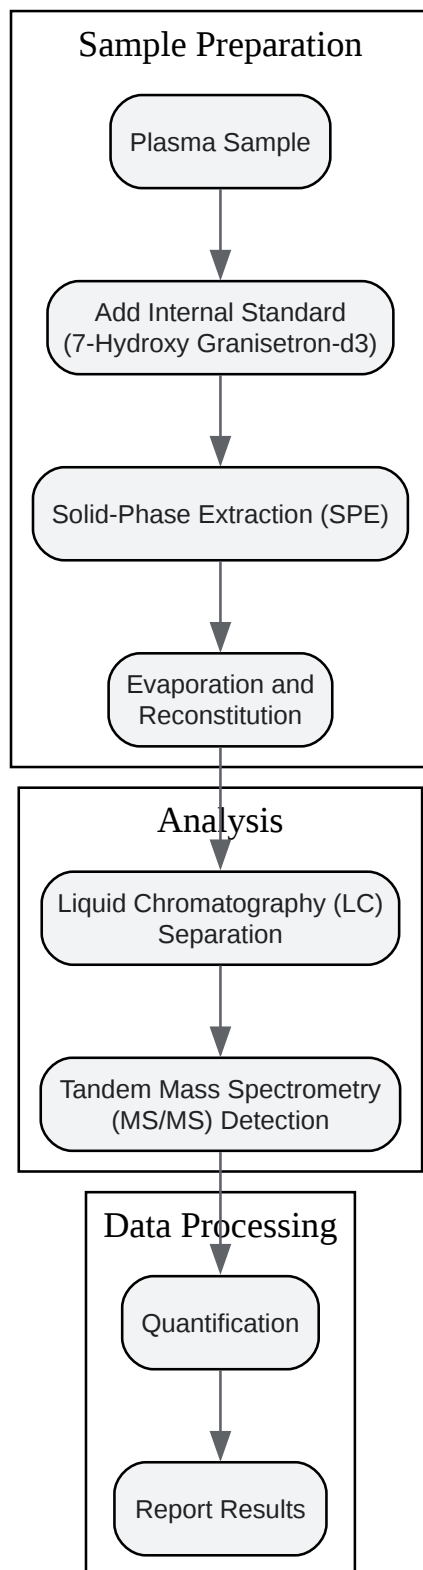 Sample Preparation
Plasma Sample
Add Internal Standard
(7-Hydroxy Granisetron-d3)
Solid-Phase Extraction (SPE)
Evaporation and
Reconstitution
Analysis
Liquid Chromatography (LC)
Separation
Tandem Mass Spectrometry
(MS/MS) Detection
Data Processing
Quantification
Report Results